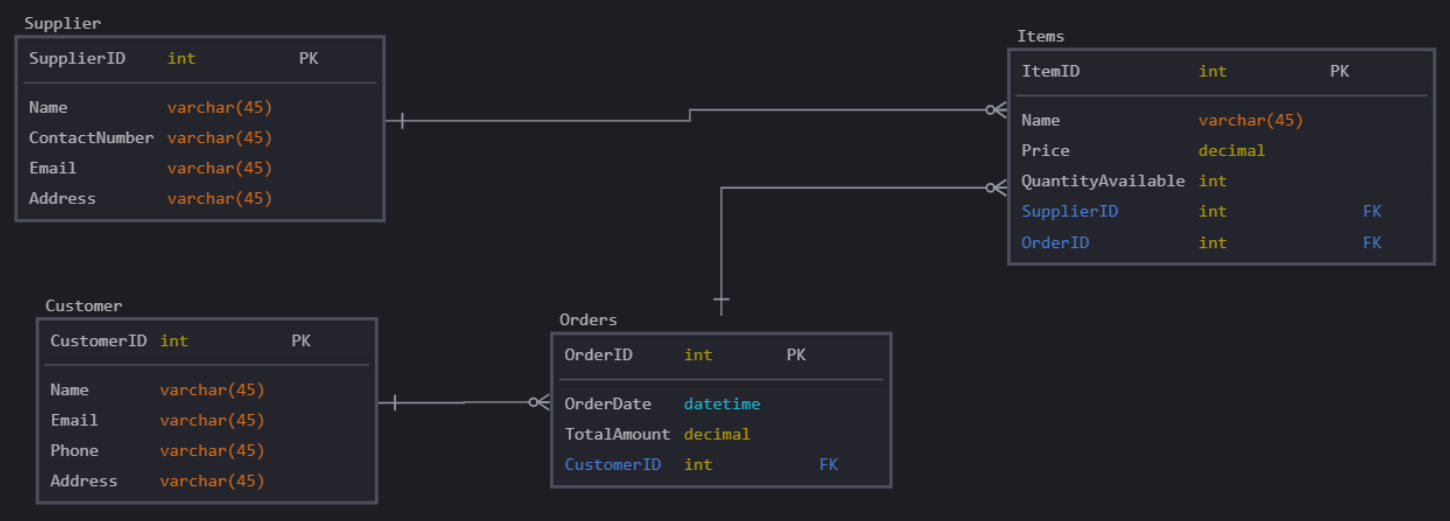 Supplier
SupplierID int PK
Name varchar(45)
ContactNumber varchar(45)
Email varchar(45)
Address varchar(45)
Items
ItemID int PK
Name varchar(45)
Price decimal
QuantityAvailable int
SupplierID int FK
OrderID int FK
Customer
CustomerID int PK
Name varchar(45)
Email varchar(45)
Phone varchar(45)
Address varchar(45)
Orders
OrderID int PK
OrderDate datetime
TotalAmount decimal
CustomerID int FK